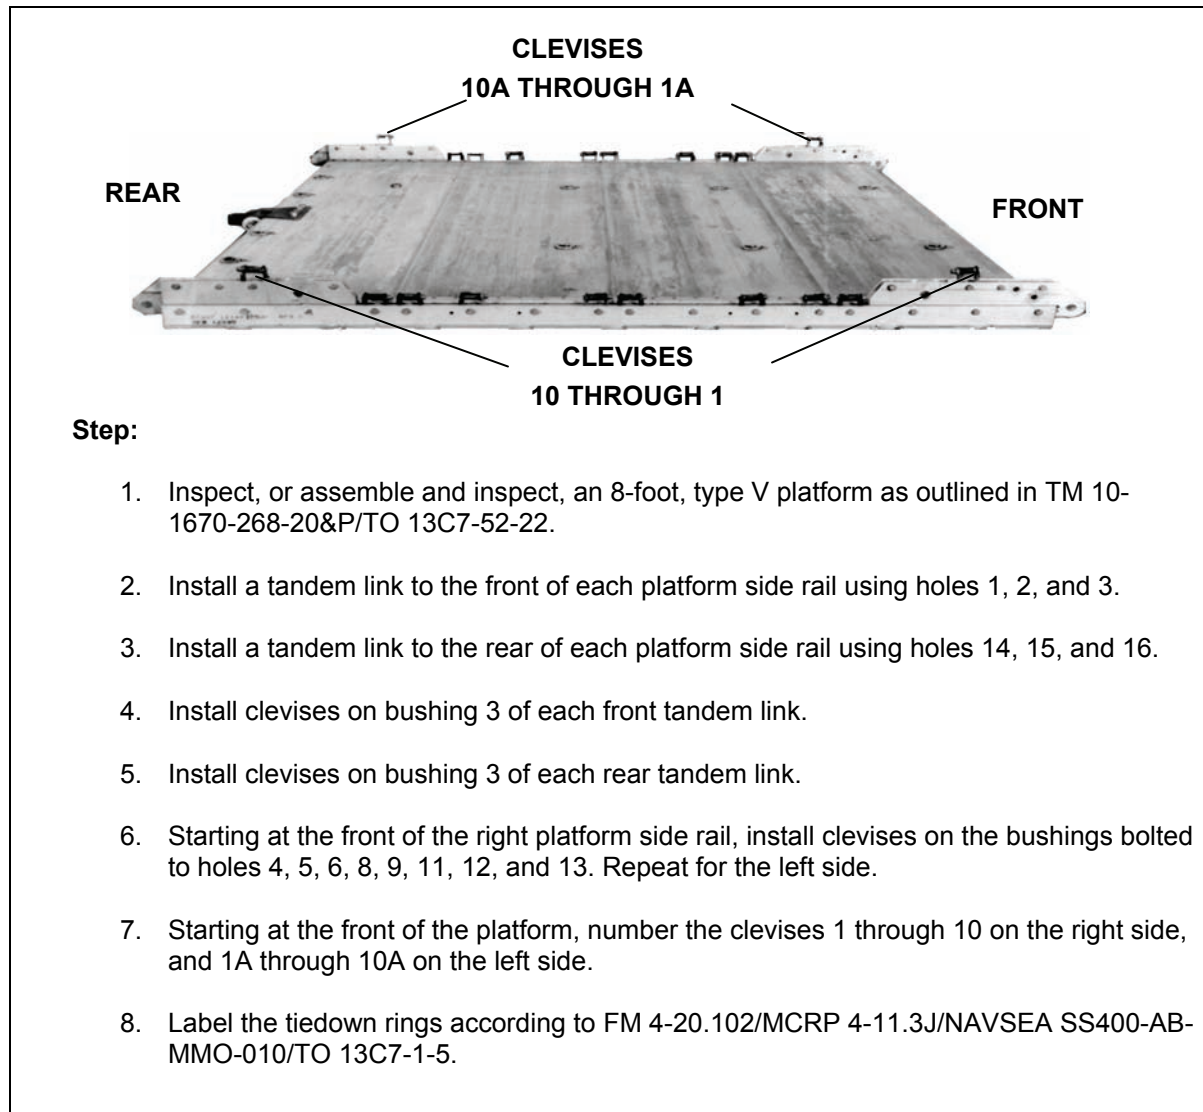 CLEVISES
10A THROUGH 1A
REAR
FRONT
CLEVISES
10 THROUGH 1
Step:
1. Inspect, or assemble and inspect, an 8-foot, type V platform as outlined in TM 10-
1670-268-20&P/TO 13C7-52-22.
2. Install a tandem link to the front of each platform side rail using holes 1, 2, and 3.
3. Install a tandem link to the rear of each platform side rail using holes 14, 15, and 16.
4. Install clevises on bushing 3 of each front tandem link.
5. Install clevises on bushing 3 of each rear tandem link.
6. Starting at the front of the right platform side rail, install clevises on the bushings bolted
to holes 4, 5, 6, 8, 9, 11, 12, and 13. Repeat for the left side.
7. Starting at the front of the platform, number the clevises 1 through 10 on the right side,
and 1A through 10A on the left side.
8. Label the tiedown rings according to FM 4-20.102/MCRP 4-11.3J/NAVSEA SS400-AB-
MMO-010/TO 13C7-1-5.